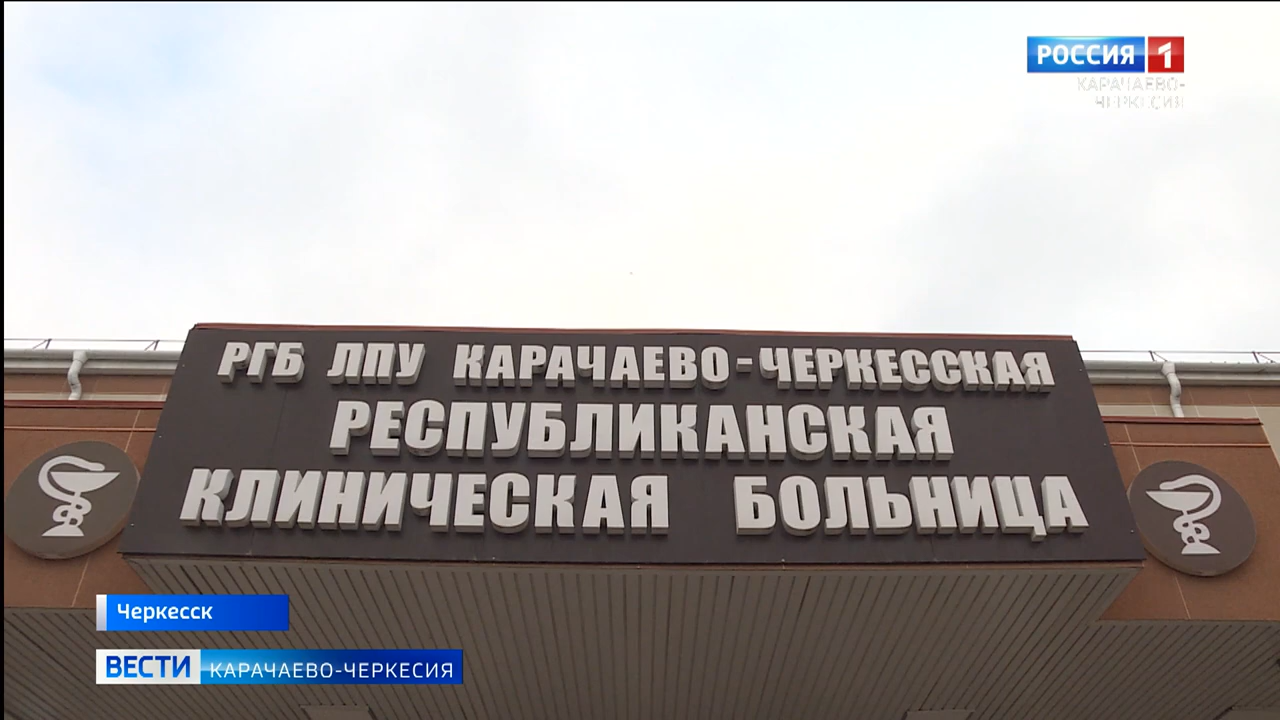 РОССИЯ 1
КАРАЧАЕВО-
ЧЕРКЕСИЯ
РГБ ЛПУ КАРАЧАЕВО-ЧЕРКЕССКАЯ
РЕСПУБЛИКАНСКАЯ
КЛИНИЧЕСКАЯ БОЛЬНИЦА
Черкесск
ВЕСТИ КАРАЧАЕВО-ЧЕРКЕСИЯ